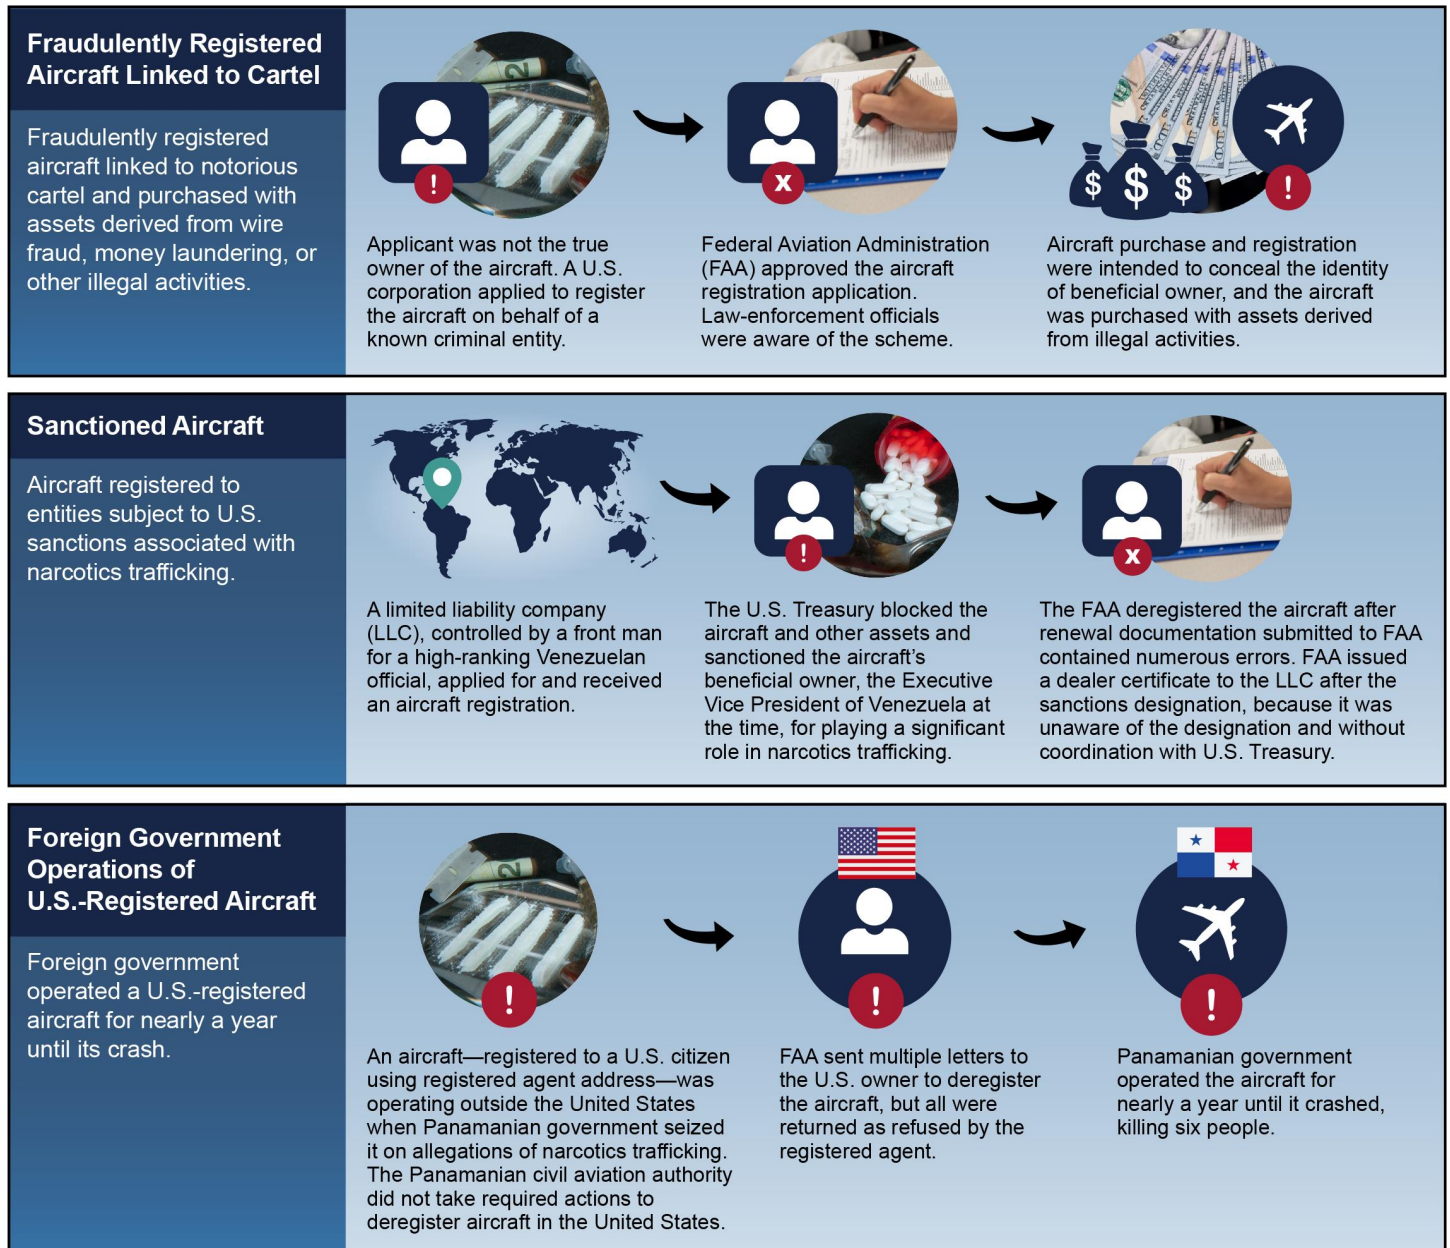 Fraudulently Registered
Aircraft Linked to Cartel
Fraudulently registered
aircraft linked to notorious
cartel and purchased with
assets derived from wire
fraud, money laundering, or
other illegal activities.
Applicant was not the true
owner of the aircraft. A U.S.
corporation applied to register
the aircraft on behalf of a
known criminal entity.
Federal Aviation Administration
(FAA) approved the aircraft
registration application.
Law-enforcement officials
were aware of the scheme.
Aircraft purchase and registration
were intended to conceal the identity
of beneficial owner, and the aircraft
was purchased with assets derived
from illegal activities.
Sanctioned Aircraft
Aircraft registered to
entities subject to U.S.
sanctions associated with
narcotics trafficking.
A limited liability company
(LLC), controlled by a front man
for a high-ranking Venezuelan
official, applied for and received
an aircraft registration.
The U.S. Treasury blocked the
aircraft and other assets and
sanctioned the aircraft's
beneficial owner, the Executive
Vice President of Venezuela at
the time, for playing a significant
role in narcotics trafficking.
The FAA deregistered the aircraft after
renewal documentation submitted to FAA
contained numerous errors. FAA issued
a dealer certificate to the LLC after the
sanctions designation, because it was
unaware of the designation and without
coordination with U.S. Treasury.
Foreign Government
Operations of
U.S.-Registered Aircraft
Foreign government
operated a U.S.-registered
aircraft for nearly a year
until its crash.
An aircraft—registered to a U.S. citizen
using registered agent address—was
operating outside the United States
when Panamanian government seized
it on allegations of narcotics trafficking.
The Panamanian civil aviation authority
did not take required actions to
deregister aircraft in the United States.
FAA sent multiple letters to
the U.S. owner to deregister
the aircraft, but all were
returned as refused by the
registered agent.
Panamanian government
operated the aircraft for
nearly a year until it crashed,
killing six people.